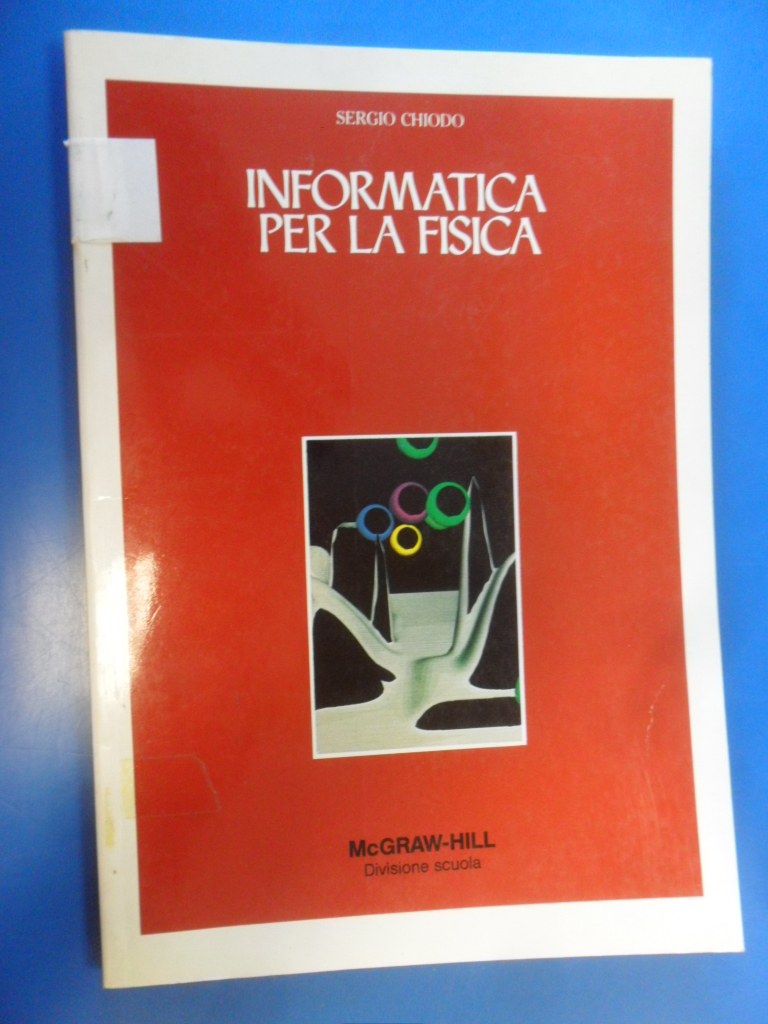 SERGIO CHIODO
INFORMATICA
PER LA FISICA
McGRAW-HILL
Divisione scuola